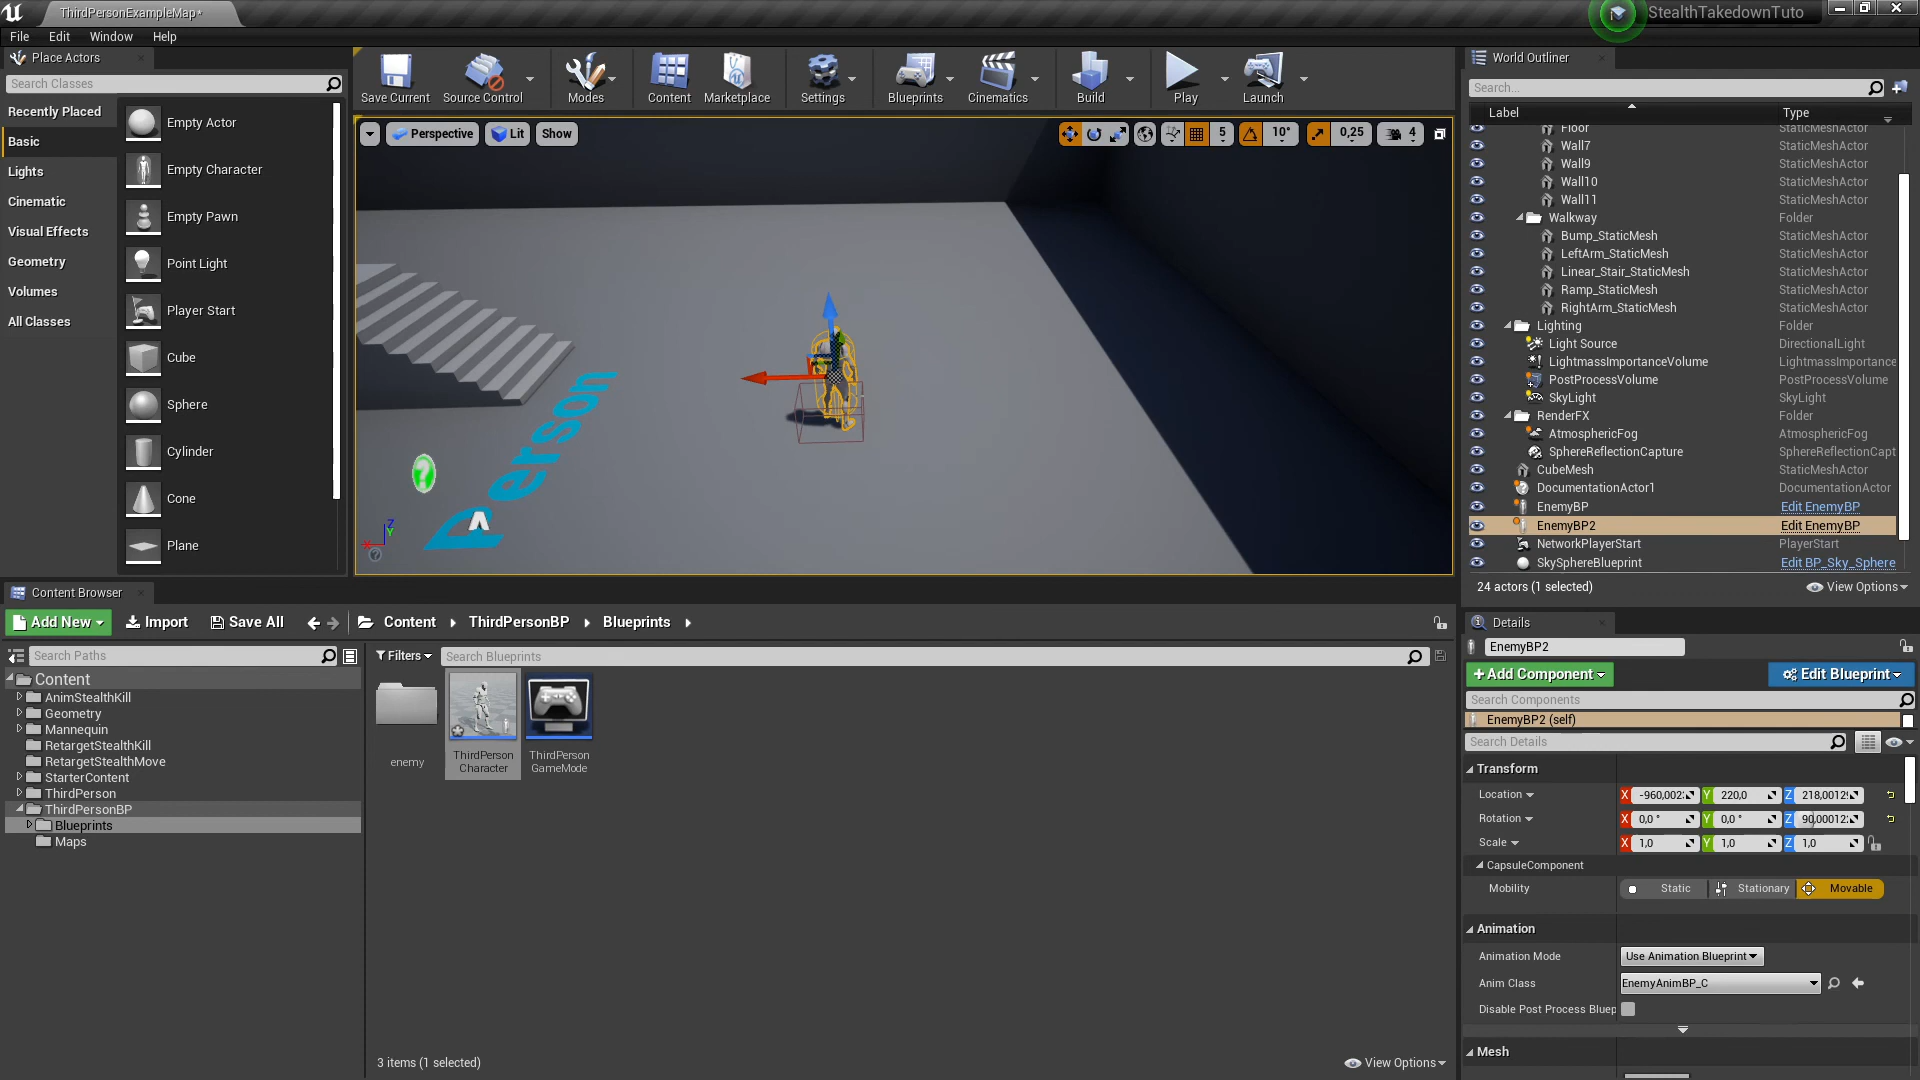 ThirdPersonExampleMap*
StealthTakedownTuto
File Edit Window Help
Place Actors
Search Classes
Recently Placed
Basic
Lights
Cinematic
Visual Effects
Geometry
Volumes
All Classes
Empty Actor
Empty Character
Empty Pawn
Point Light
Player Start
Cube
Sphere
Cylinder
Cone
Plane
Save Current Source Control Modes Content Marketplace Settings Blueprints Cinematics Build Play Launch
Perspective Lit Show
5 10° 0,25 4
Person
World Outliner
Search...
Label Type
Floor StaticMeshActor
Wall7 StaticMeshActor
Wall9 StaticMeshActor
Wall10 StaticMeshActor
Wall11 StaticMeshActor
Walkway Folder
Bump_StaticMesh StaticMeshActor
LeftArm_StaticMesh StaticMeshActor
Linear_Stair_StaticMesh StaticMeshActor
Ramp_StaticMesh StaticMeshActor
RightArm_StaticMesh StaticMeshActor
Lighting Folder
Light Source DirectionalLight
LightmassImportanceVolume LightmassImportance
PostProcessVolume PostProcessVolume
SkyLight SkyLight
RenderFX Folder
AtmosphericFog AtmosphericFog
SphereReflectionCapture SphereReflectionCapt
CubeMesh StaticMeshActor
DocumentationActor1 DocumentationActor
EnemyBP Edit EnemyBP
EnemyBP2 Edit EnemyBP
NetworkPlayerStart PlayerStart
SkySphereBlueprint Edit BP_Sky_Sphere
24 actors (1 selected) View Options
Content Browser
Add New Import Save All Content ThirdPersonBP Blueprints
Search Paths
Filters Search Blueprints
Content
AnimStealthKill
Geometry
Mannequin
RetargetStealthKill
RetargetStealthMove
StarterContent
ThirdPerson
ThirdPersonBP
Blueprints
Maps
enemy
ThirdPerson
Character
ThirdPerson
GameMode
3 items (1 selected) View Options
Details
EnemyBP2
+Add Component Edit Blueprint
Search Components
EnemyBP2 (self)
Search Details
Transform
Location X -960,002 Y 220,0 Z 218,0012
Rotation X 0,0 ° Y 0,0 ° Z 90,00012
Scale X 1,0 Y 1,0 Z 1,0
CapsuleComponent
Mobility Static Stationary Movable
Animation
Animation Mode Use Animation Blueprint
Anim Class EnemyAnimBP_C
Disable Post Process Bluep
Mesh